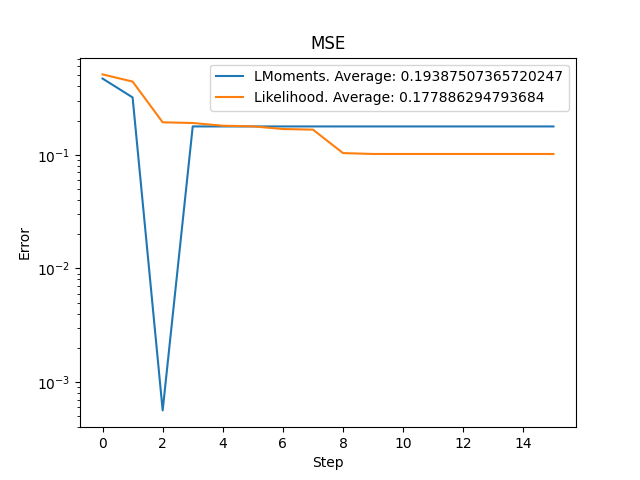 MSE
LMoments. Average: 0.19387507365720247
Likelihood. Average: 0.177886294793684
Error
10⁻¹
10⁻²
10⁻³
0 2 4 6 8 10 12 14
Step